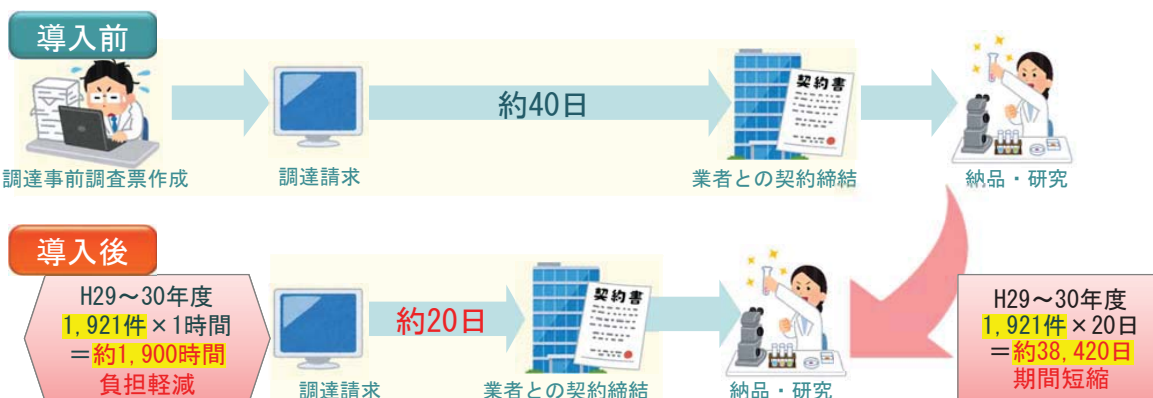 導入前
約40日
契約書
調達事前調査票作成
調達請求
業者との契約締結
納品・研究
導入後
H29～30年度
1,921件×1時間
＝約1,900時間
負担軽減
約20日
契約書
調達請求
業者との契約締結
納品・研究
H29～30年度
1,921件×20日
＝約38,420日
期間短縮